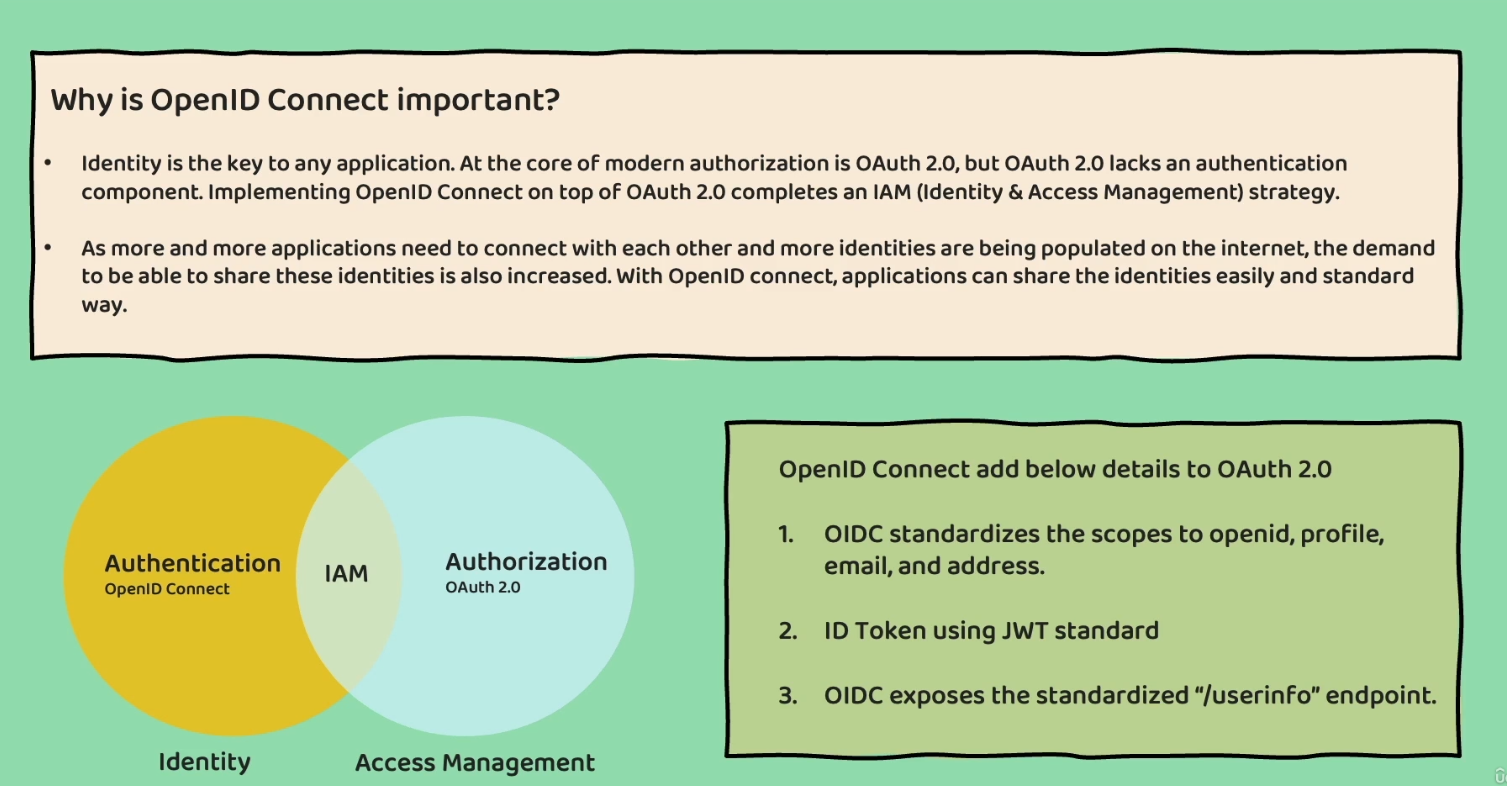 Why is OpenID Connect important?
• Identity is the key to any application. At the core of modern authorization is OAuth 2.0, but OAuth 2.0 lacks an authentication
component. Implementing OpenID Connect on top of OAuth 2.0 completes an IAM (Identity & Access Management) strategy.
• As more and more applications need to connect with each other and more identities are being populated on the internet, the demand
to be able to share these identities is also increased. With OpenID connect, applications can share the identities easily and standard
way.
Authentication
OpenID Connect
IAM
Authorization
OAuth 2.0
Identity
Access Management
OpenID Connect add below details to OAuth 2.0
1. OIDC standardizes the scopes to openid, profile,
email, and address.
2. ID Token using JWT standard
3. OIDC exposes the standardized “/userinfo” endpoint.